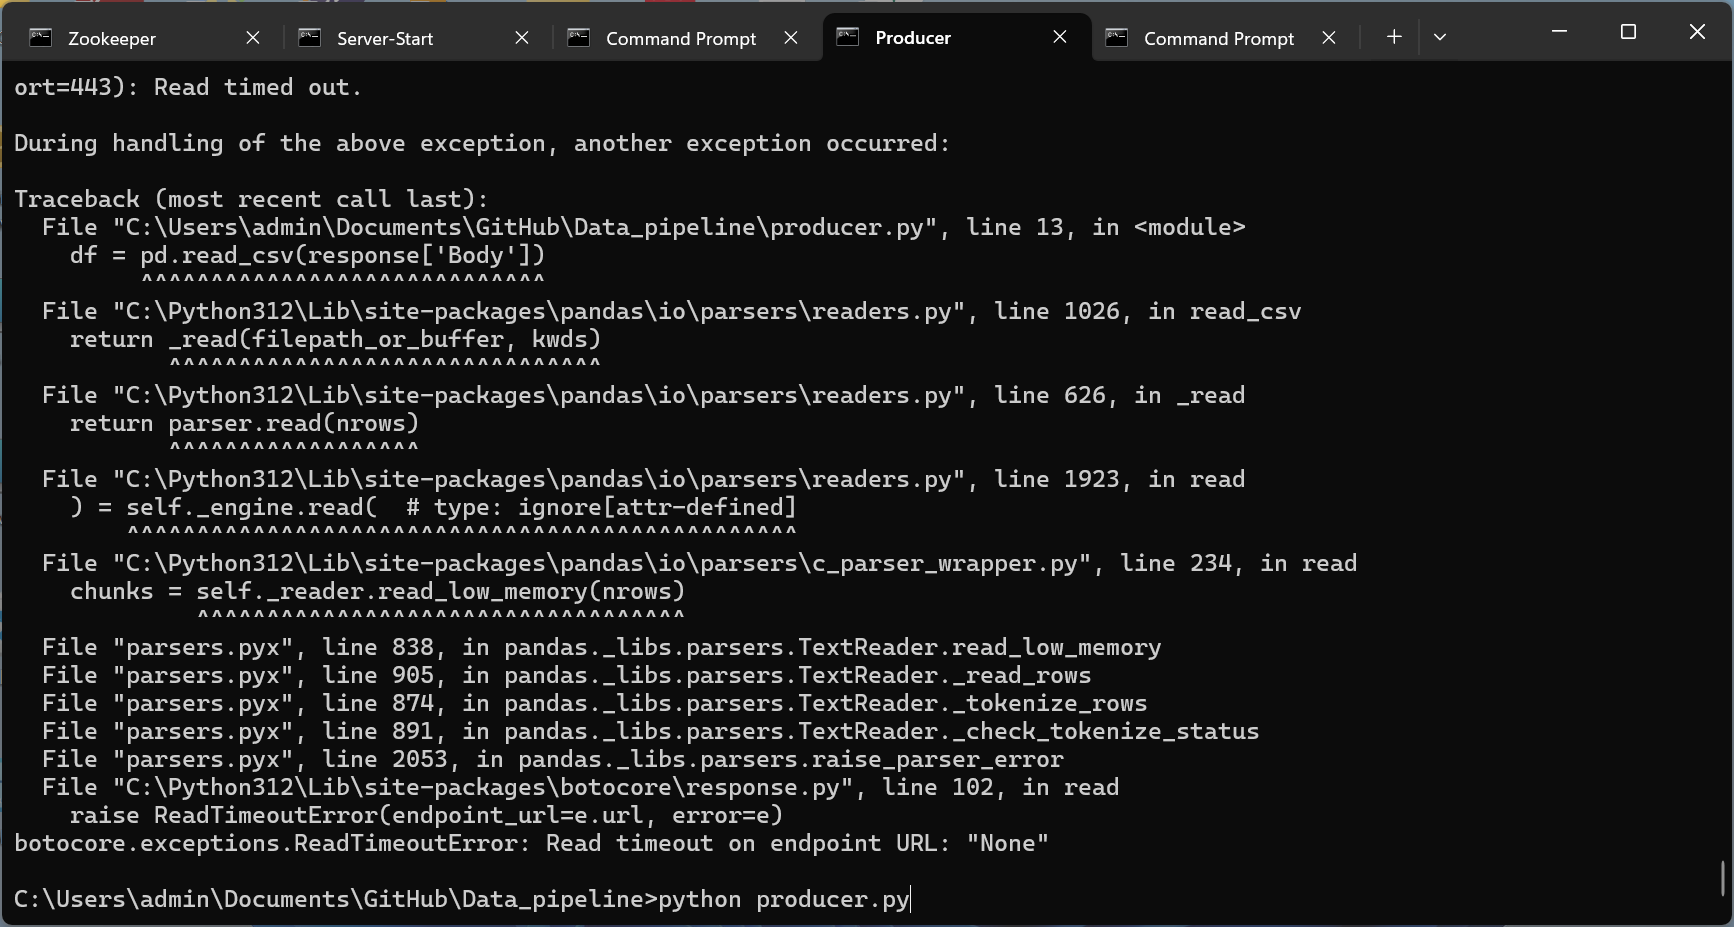 Zookeeper
Server-Start
Command Prompt
Producer
Command Prompt
ort=443): Read timed out.
During handling of the above exception, another exception occurred:
Traceback (most recent call last):
  File "C:\Users\admin\Documents\GitHub\Data_pipeline\producer.py", line 13, in <module>
    df = pd.read_csv(response['Body'])
         ^^^^^^^^^^^^^^^^^^^^^^^^^^^^^
  File "C:\Python312\Lib\site-packages\pandas\io\parsers\readers.py", line 1026, in read_csv
    return _read(filepath_or_buffer, kwds)
           ^^^^^^^^^^^^^^^^^^^^^^^^^^^^^^^
  File "C:\Python312\Lib\site-packages\pandas\io\parsers\readers.py", line 626, in _read
    return parser.read(nrows)
           ^^^^^^^^^^^^^^^^^^
  File "C:\Python312\Lib\site-packages\pandas\io\parsers\readers.py", line 1923, in read
    ) = self._engine.read(  # type: ignore[attr-defined]
        ^^^^^^^^^^^^^^^^^^^^^^^^^^^^^^^^^^^^^^^^^^^^^^^^
  File "C:\Python312\Lib\site-packages\pandas\io\parsers\c_parser_wrapper.py", line 234, in read
    chunks = self._reader.read_low_memory(nrows)
             ^^^^^^^^^^^^^^^^^^^^^^^^^^^^^^^^^^^
  File "parsers.pyx", line 838, in pandas._libs.parsers.TextReader.read_low_memory
  File "parsers.pyx", line 905, in pandas._libs.parsers.TextReader._read_rows
  File "parsers.pyx", line 874, in pandas._libs.parsers.TextReader._tokenize_rows
  File "parsers.pyx", line 891, in pandas._libs.parsers.TextReader._check_tokenize_status
  File "parsers.pyx", line 2053, in pandas._libs.parsers.raise_parser_error
  File "C:\Python312\Lib\site-packages\botocore\response.py", line 102, in read
    raise ReadTimeoutError(endpoint_url=e.url, error=e)
botocore.exceptions.ReadTimeoutError: Read timeout on endpoint URL: "None"
C:\Users\admin\Documents\GitHub\Data_pipeline>python producer.py